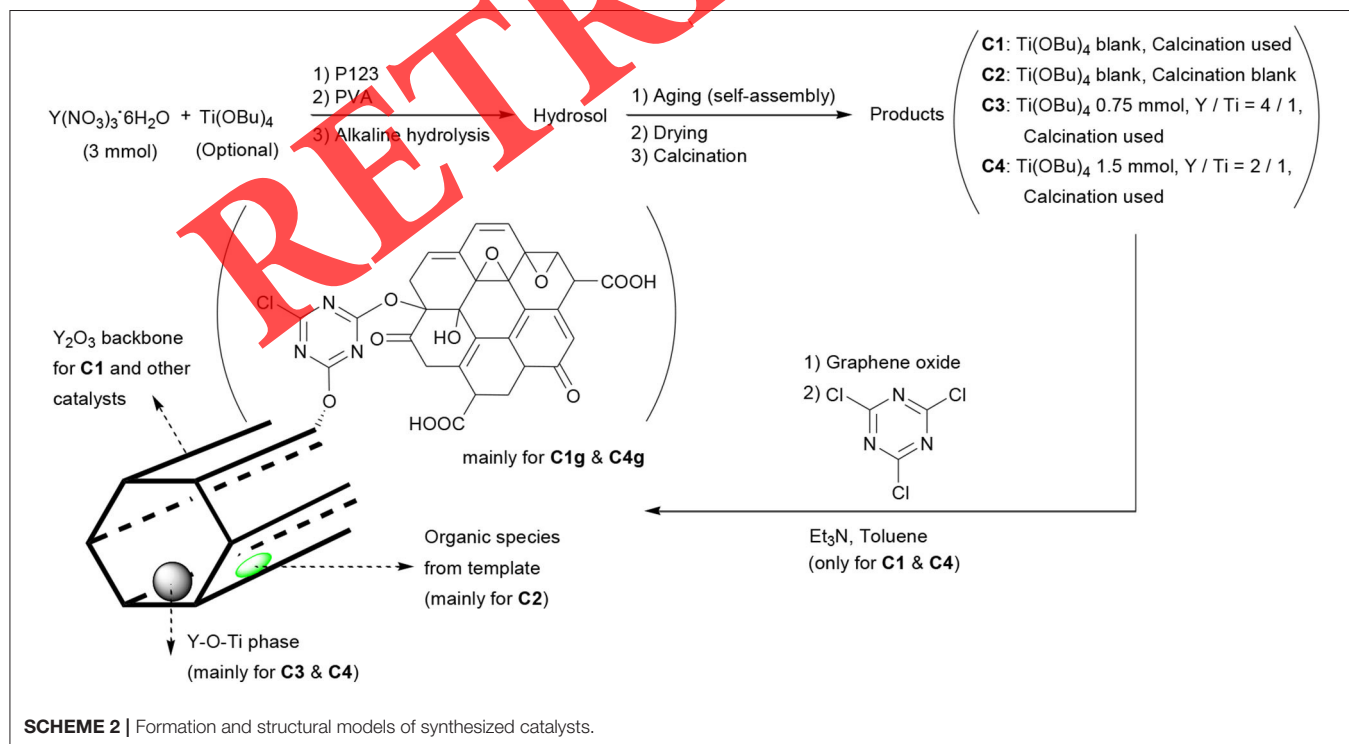 Y(NO3)3·6H2O + Ti(OBu)4
(3 mmol) (Optional)
1) P123
2) PVA
3) Alkaline hydrolysis
Hydrosol
1) Aging (self-assembly)
2) Drying
3) Calcination
Products
C1: Ti(OBu)4 blank, Calcination used
C2: Ti(OBu)4 blank, Calcination blank
C3: Ti(OBu)4 0.75 mmol, Y / Ti = 4 / 1,
Calcination used
C4: Ti(OBu)4 1.5 mmol, Y / Ti = 2 / 1,
Calcination used
RETR
Cl
N
N
N
O
O
O
HO
O
O
COOH
O
HOOC
mainly for C1g & C4g
Y2O3 backbone
for C1 and other
catalysts
1) Graphene oxide
2) Cl
N
Cl
N
N
Cl
Et3N, Toluene
(only for C1 & C4)
Organic species
from template
(mainly for C2)
Y-O-Ti phase
(mainly for C3 & C4)
SCHEME 2 | Formation and structural models of synthesized catalysts.